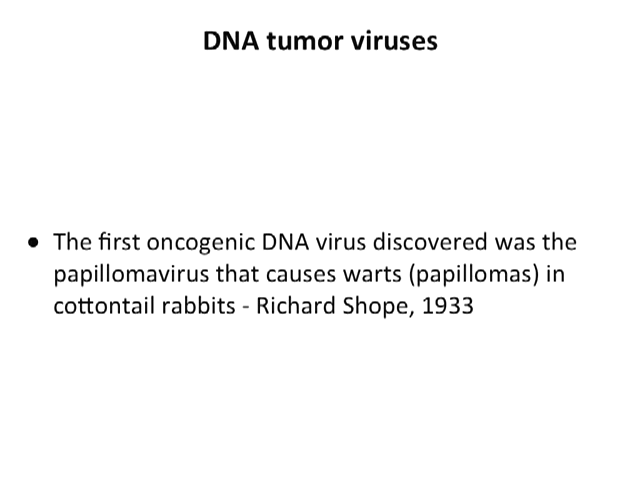 DNA tumor viruses
● The first oncogenic DNA virus discovered was the
papillomavirus that causes warts (papillomas) in
cottontail rabbits - Richard Shope, 1933